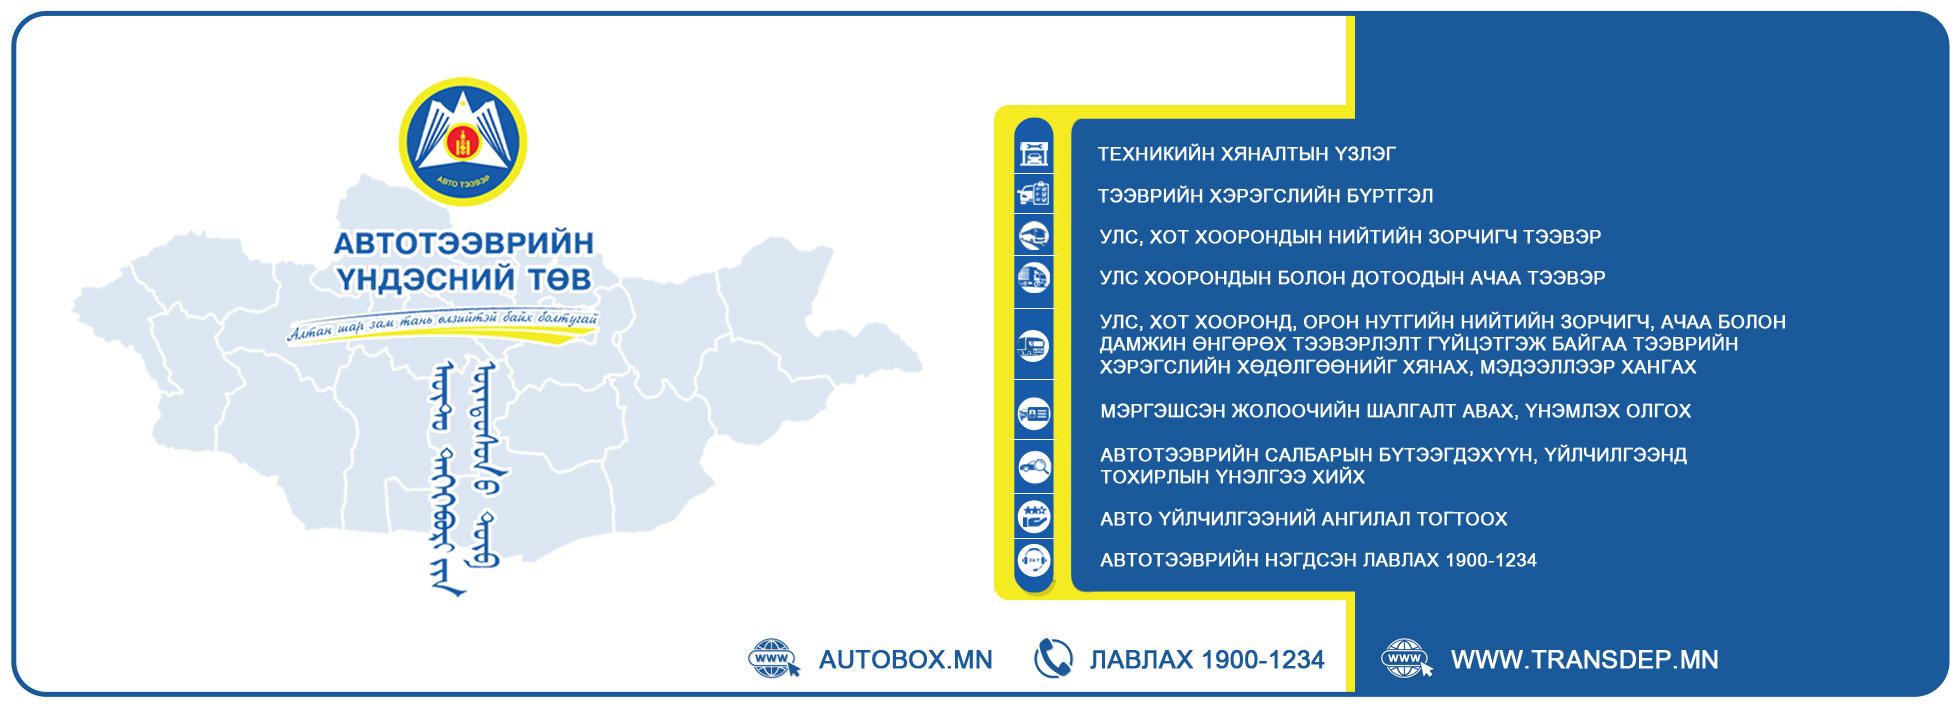 АВТО ТЭЭВЭР
АВТОТЭЭВРИЙН
ҮНДЭСНИЙ ТӨВ
Алтан шар зам тань өлзийтэй байх болтугай
ТЕХНИКИЙН ХЯНАЛТЫН ҮЗЛЭГ
ТЭЭВРИЙН ХЭРЭГСЛИЙН БҮРТГЭЛ
УЛС, ХОТ ХООРОНДЫН НИЙТИЙН ЗОРЧИГЧ ТЭЭВЭР
УЛС ХООРОНДЫН БОЛОН ДОТООДЫН АЧАА ТЭЭВЭР
УЛС, ХОТ ХООРОНД, ОРОН НУТГИЙН НИЙТИЙН ЗОРЧИГЧ, АЧАА БОЛОН
ДАМЖИН ӨНГӨРӨХ ТЭЭВЭРЛЭЛТ ГҮЙЦЭТГЭЖ БАЙГАА ТЭЭВРИЙН
ХЭРЭГСЛИЙН ХӨДӨЛГӨӨНИЙГ ХЯНАХ, МЭДЭЭЛЛЭЭР ХАНГАХ
МЭРГЭШСЭН ЖОЛООЧИЙН ШАЛГАЛТ АВАХ, ҮНЭМЛЭХ ОЛГОХ
АВТОТЭЭВРИЙН САЛБАРЫН БҮТЭЭГДЭХҮҮН, ҮЙЛЧИЛГЭЭНД
ТОХИРЛЫН ҮНЭЛГЭЭ ХИЙХ
АВТО ҮЙЛЧИЛГЭЭНИЙ АНГИЛАЛ ТОГТООХ
АВТОТЭЭВРИЙН НЭГДСЭН ЛАВЛАХ 1900-1234
WWW AUTOBOX.MN
ЛАВЛАХ 1900-1234
WWW WWW.TRANSDEP.MN